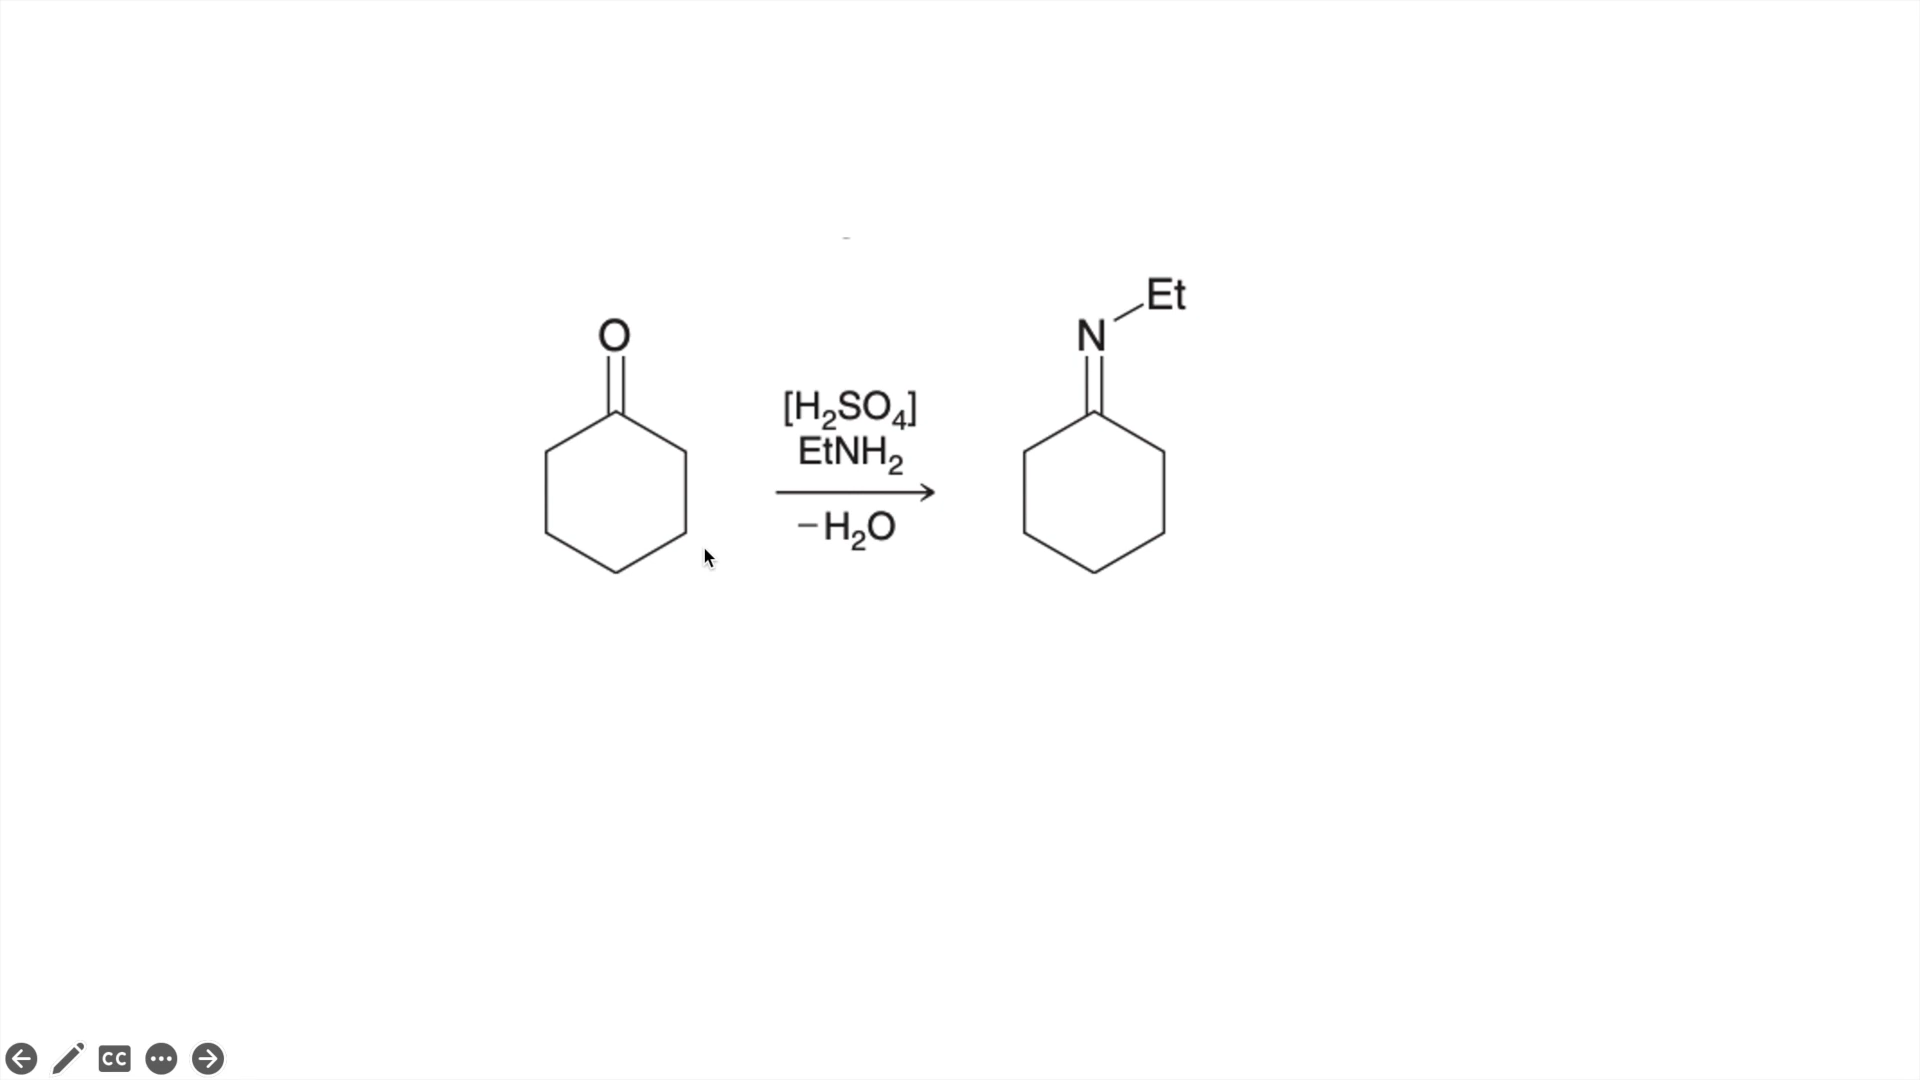 O
[H₂SO₄]
EtNH₂
−H₂O
Et
N
CC